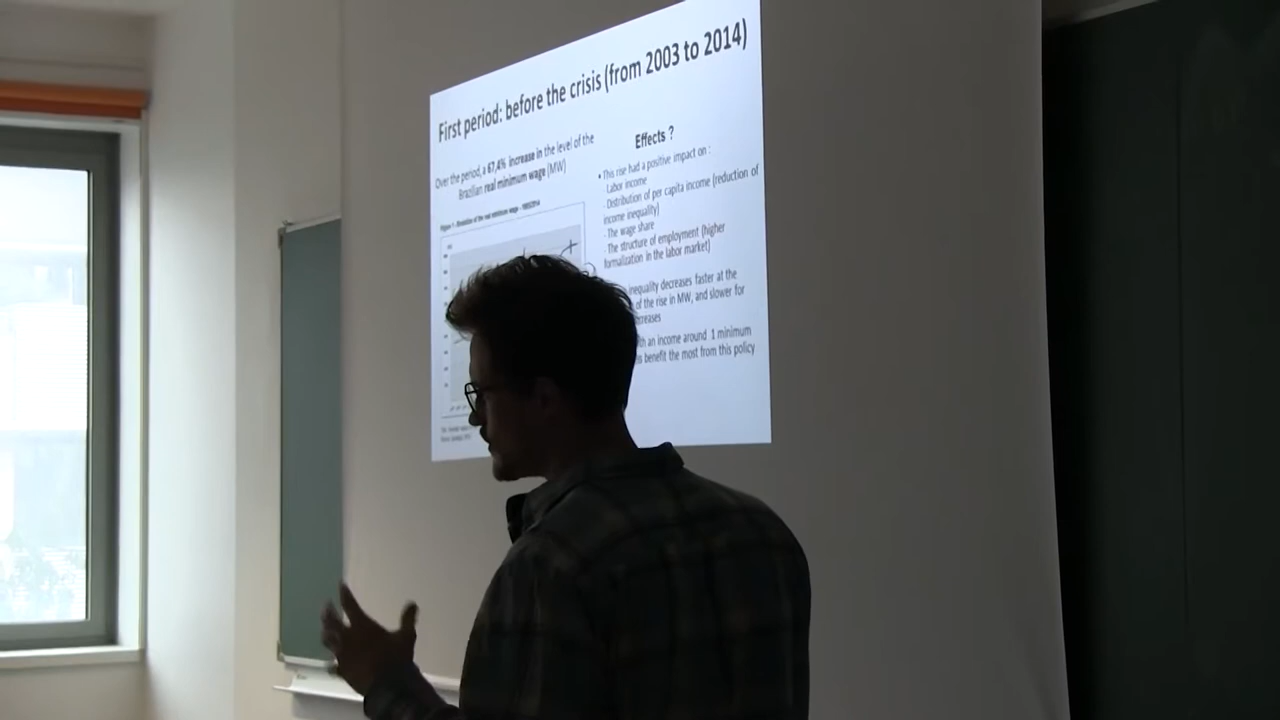 First period: before the crisis (from 2003 to 2014)
Over the period, a 67,4% increase in the level of the
Brazilian real minimum wage (MW)
Effects ?
• This rise had a positive impact on :
- Labor income
- Distribution of per capita income (reduction of
income inequality)
- The wage share
- The structure of employment (higher
formalization in the labor market)
inequality decreases faster at the
of the rise in MW, and slower for
an income around 1 minimum
benefit the most from this policy